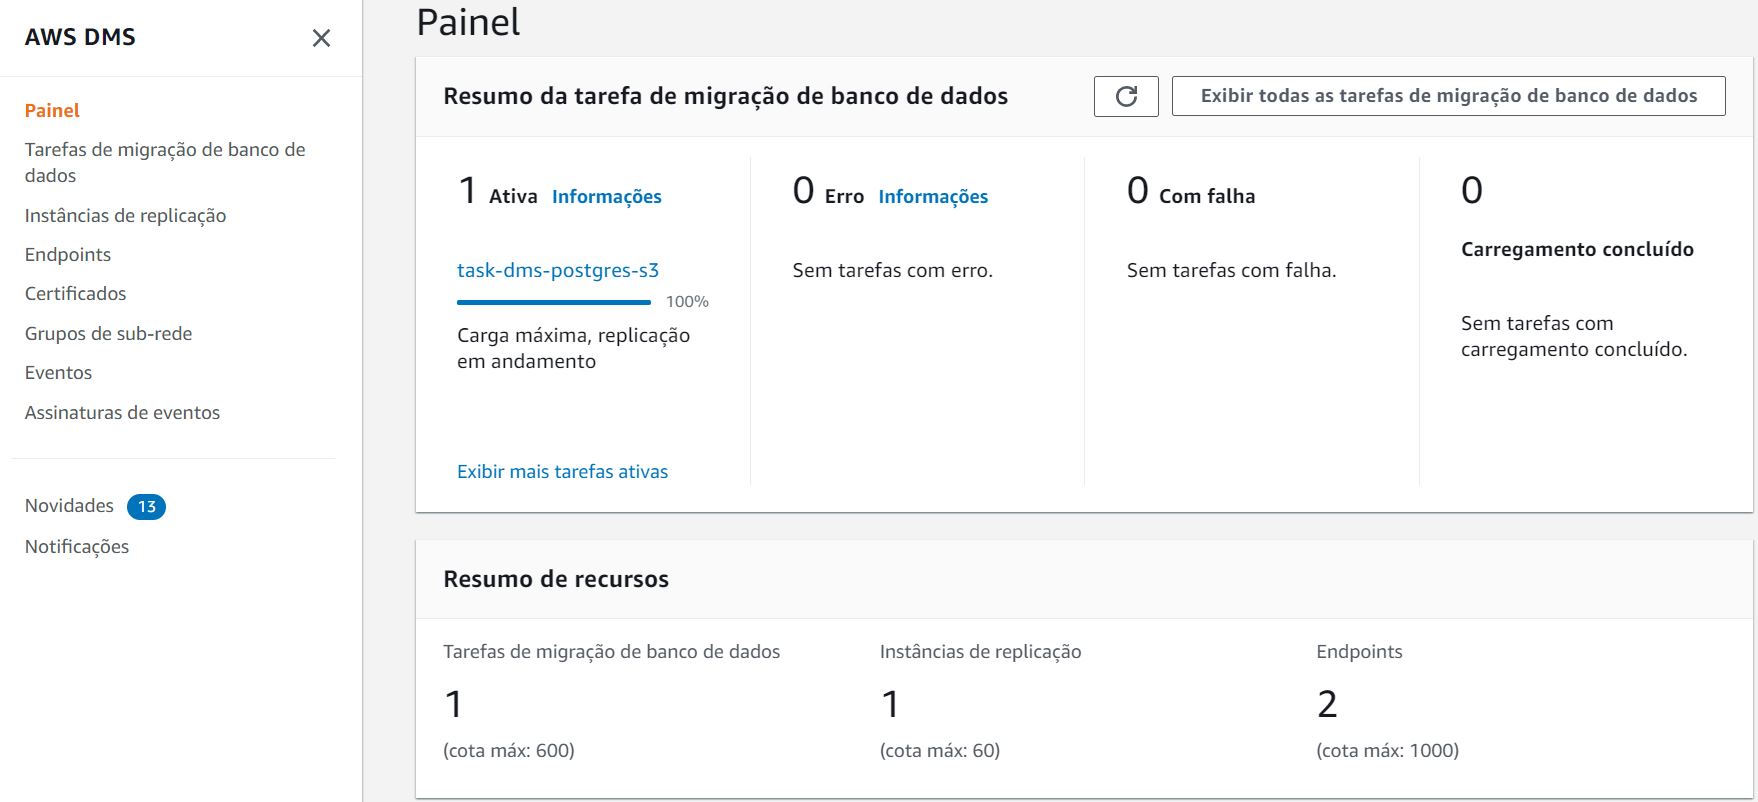 AWS DMS
Painel
Tarefas de migração de banco de
dados
Instâncias de replicação
Endpoints
Certificados
Grupos de sub-rede
Eventos
Assinaturas de eventos
Novidades 13
Notificações
Painel
Resumo da tarefa de migração de banco de dados
Exibir todas as tarefas de migração de banco de dados
1 Ativa Informações
task-dms-postgres-s3
100%
Carga máxima, replicação
em andamento
Exibir mais tarefas ativas
0 Erro Informações
Sem tarefas com erro.
0 Com falha
Sem tarefas com falha.
0
Carregamento concluído
Sem tarefas com
carregamento concluído.
Resumo de recursos
Tarefas de migração de banco de dados
1
(cota máx: 600)
Instâncias de replicação
1
(cota máx: 60)
Endpoints
2
(cota máx: 1000)